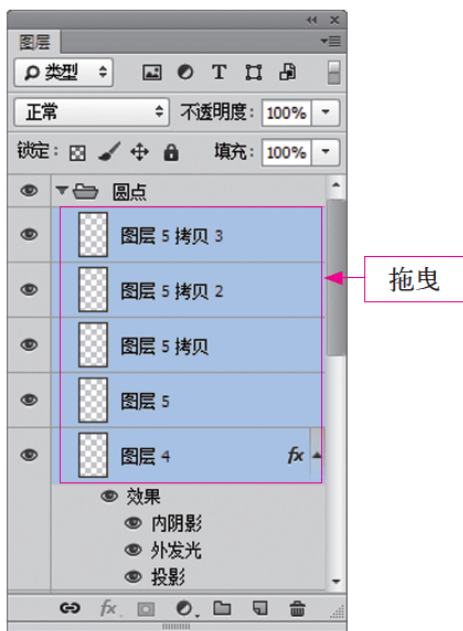 图层
类型
T
正常 不透明度: 100%
锁定: 填充: 100%
圆点
图层 5 拷贝 3
图层 5 拷贝 2
拖曳
图层 5 拷贝
图层 5
图层 4 fx
效果
内阴影
外发光
投影
fx